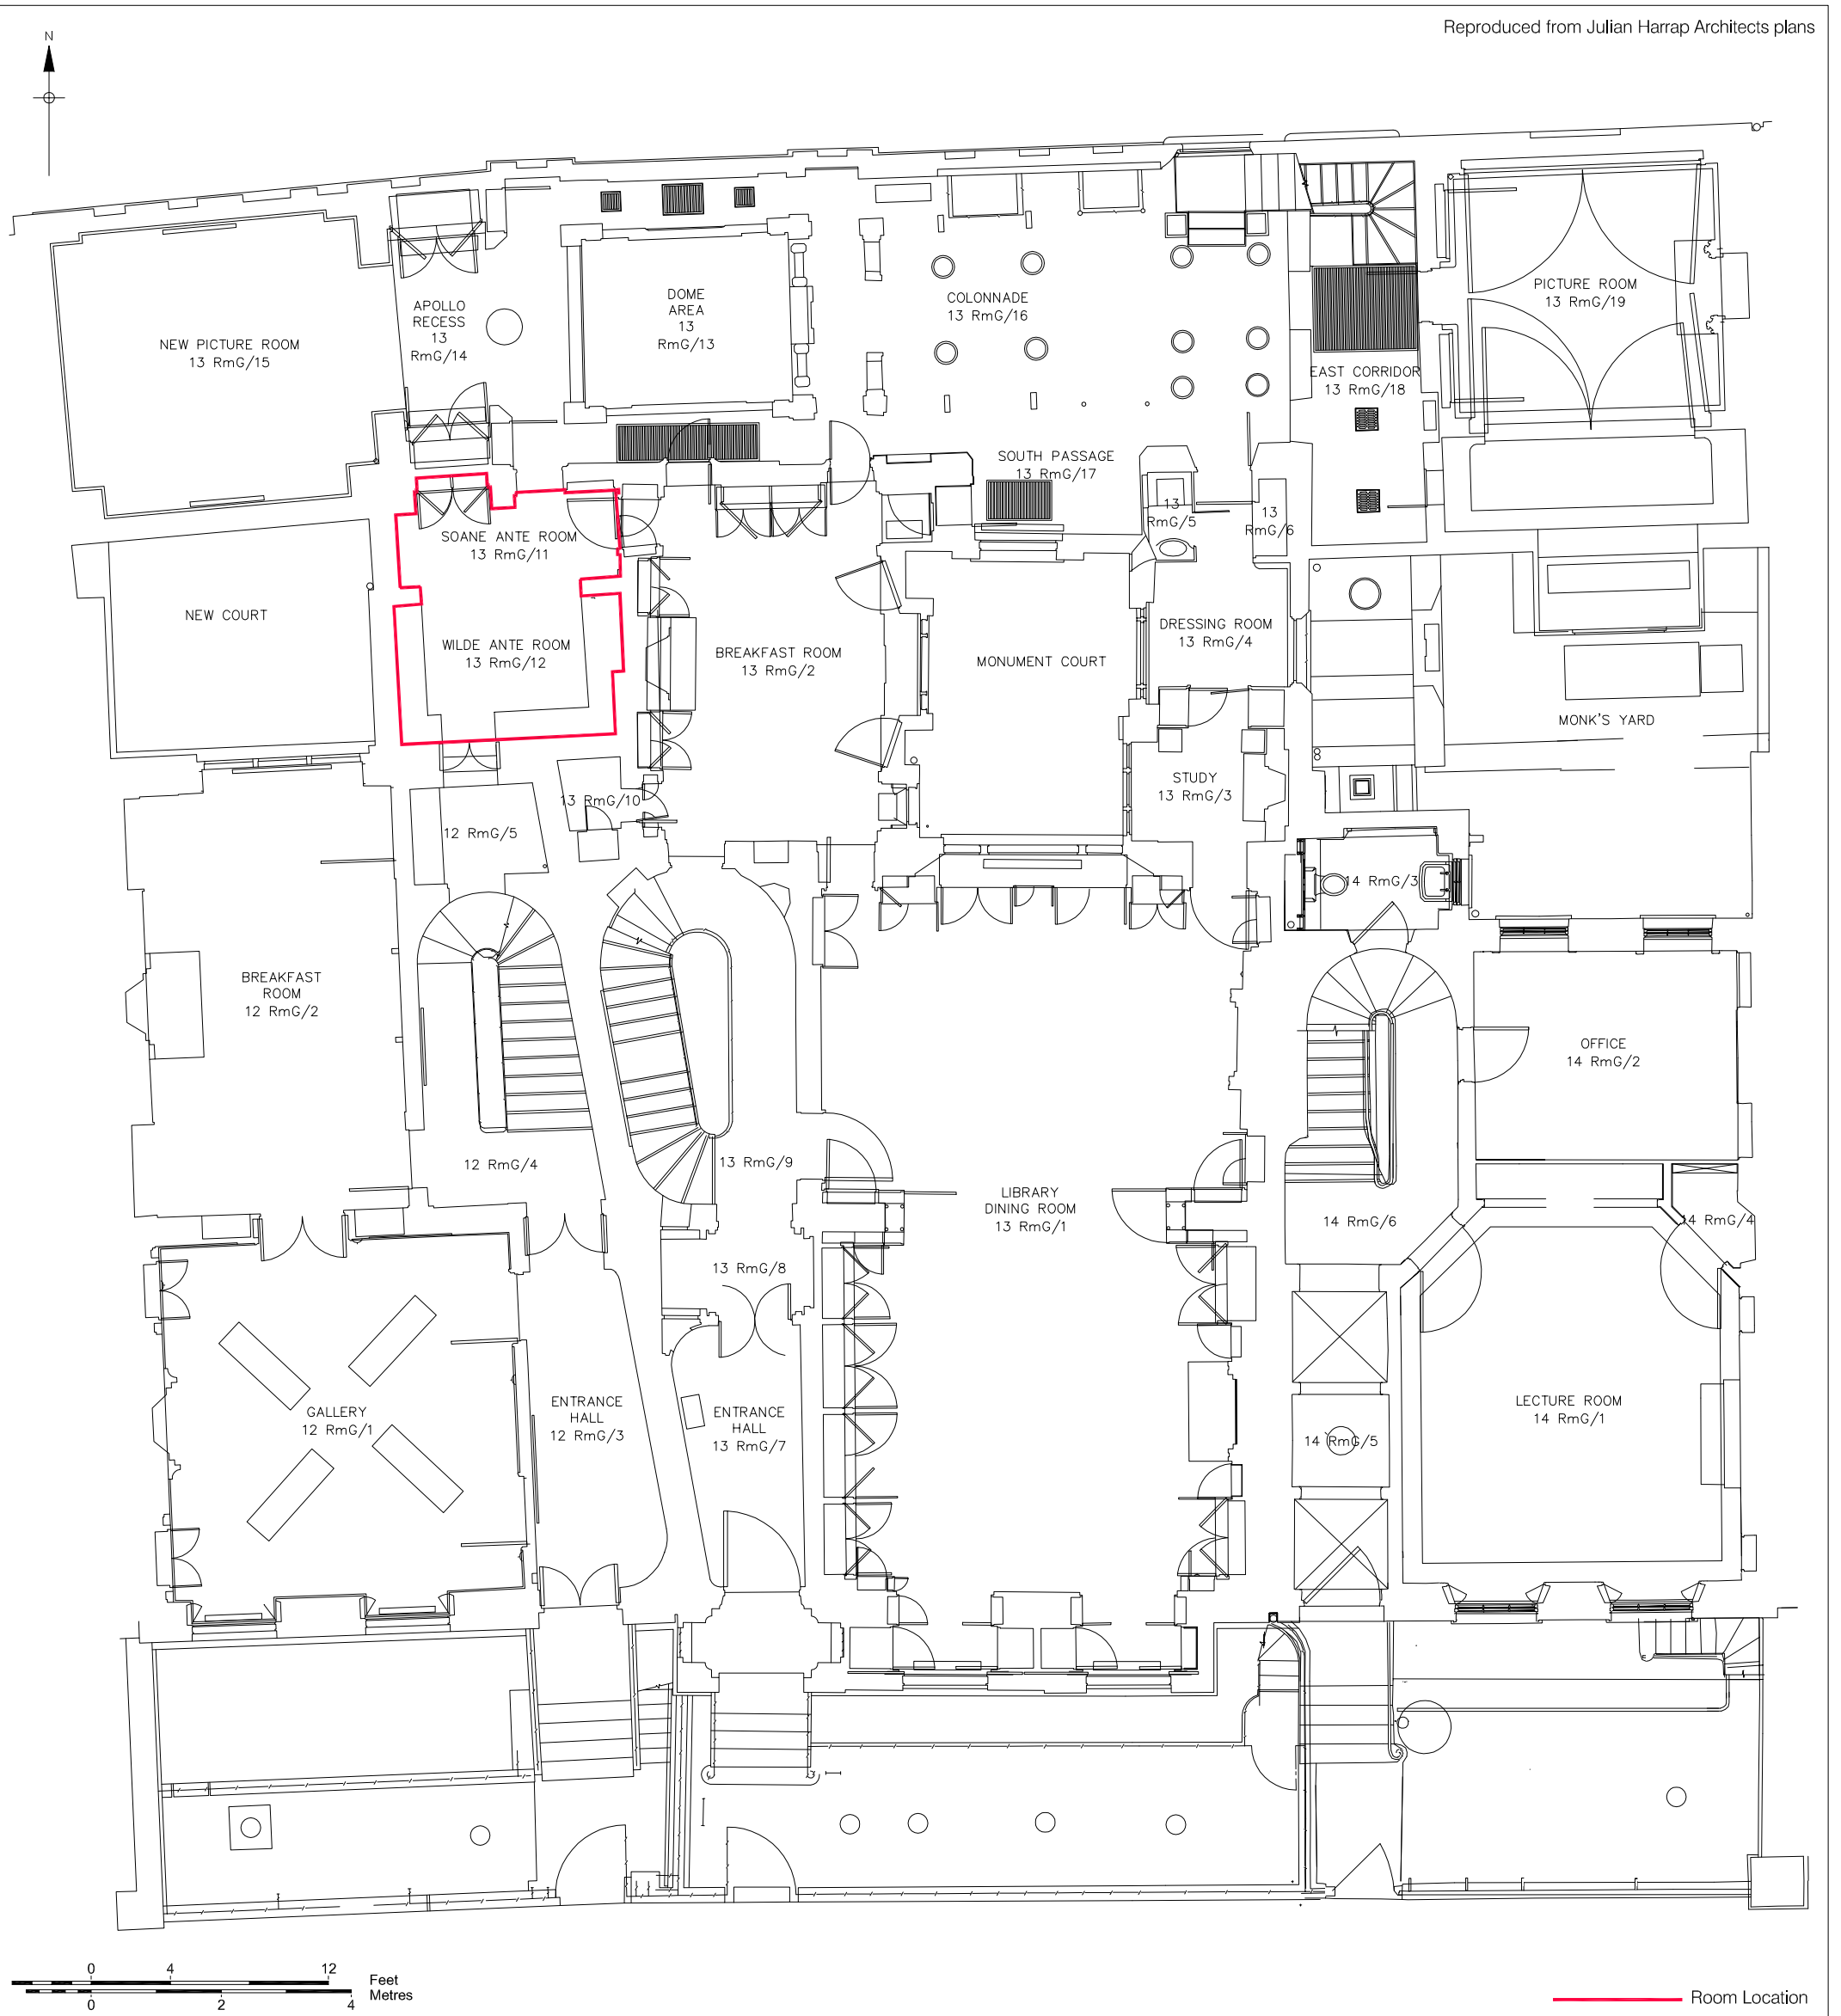 Reproduced from Julian Harrap Architects plans
N
NEW PICTURE ROOM
13 RmG/15
APOLLO
RECESS
13
RmG/14
DOME
AREA
13
RmG/13
COLONNADE
13 RmG/16
PICTURE ROOM
13 RmG/19
EAST CORRIDOR
13 RmG/18
SOUTH PASSAGE
13 RmG/17
13
RmG/5
13
RmG/6
SOANE ANTE ROOM
13 RmG/11
NEW COURT
WILDE ANTE ROOM
13 RmG/12
BREAKFAST ROOM
13 RmG/2
MONUMENT COURT
DRESSING ROOM
13 RmG/4
MONK'S YARD
STUDY
13 RmG/3
13 RmG/10
12 RmG/5
14 RmG/3
BREAKFAST
ROOM
12 RmG/2
OFFICE
14 RmG/2
12 RmG/4
13 RmG/9
LIBRARY
DINING ROOM
13 RmG/1
14 RmG/6
14 RmG/4
13 RmG/8
GALLERY
12 RmG/1
ENTRANCE
HALL
12 RmG/3
ENTRANCE
HALL
13 RmG/7
14 RmG/5
LECTURE ROOM
14 RmG/1
0 4 12
Feet
Metres
0 2 4
Room Location